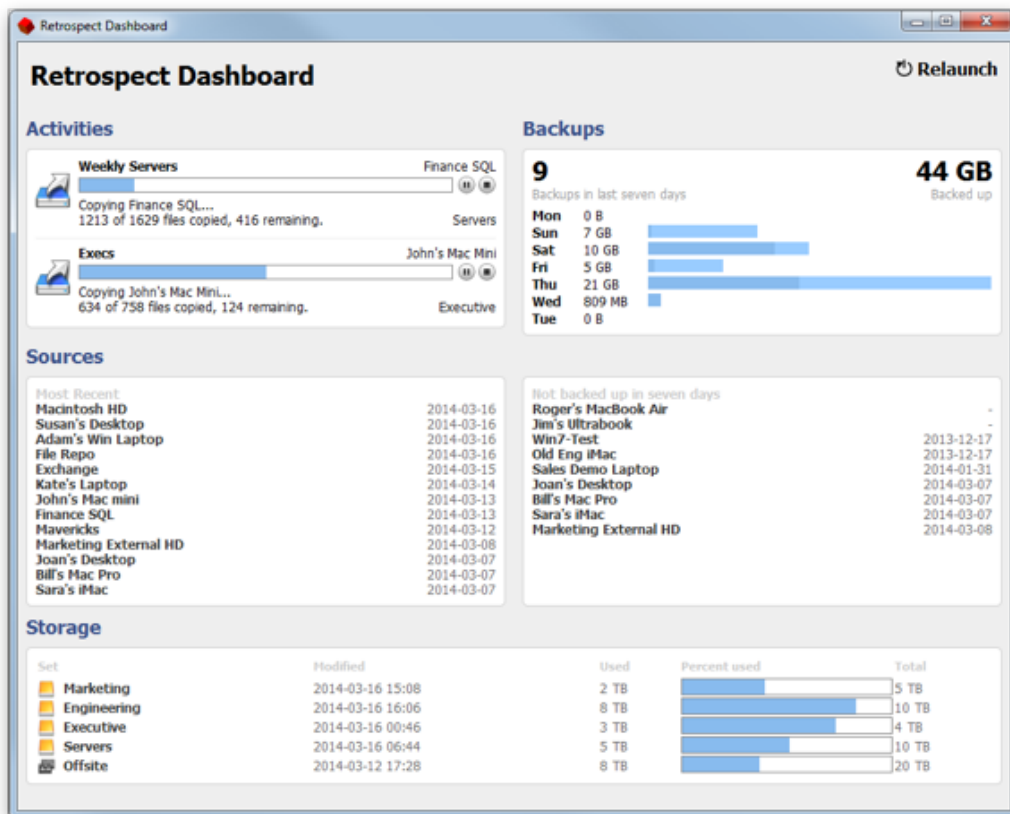 Retrospect Dashboard
Retrospect Dashboard
Relaunch
Activities
Weekly Servers Finance SQL
Copying Finance SQL...
1213 of 1629 files copied, 416 remaining. Servers
Execs John's Mac Mini
Copying John's Mac Mini...
634 of 758 files copied, 124 remaining. Executive
Backups
9 44 GB
Backups in last seven days Backed up
Mon 0 B
Sun 7 GB
Sat 10 GB
Fri 5 GB
Thu 21 GB
Wed 809 MB
Tue 0 B
Sources
Most Recent
Macintosh HD 2014-03-16
Susan's Desktop 2014-03-16
Adam's Win Laptop 2014-03-16
File Repo 2014-03-16
Exchange 2014-03-15
Kate's Laptop 2014-03-14
John's Mac mini 2014-03-13
Finance SQL 2014-03-13
Mavericks 2014-03-12
Marketing External HD 2014-03-08
Joan's Desktop 2014-03-07
Bill's Mac Pro 2014-03-07
Sara's iMac 2014-03-07
Not backed up in seven days
Roger's MacBook Air -
Jim's Ultrabook -
Win7-Test 2013-12-17
Old Eng iMac 2013-12-17
Sales Demo Laptop 2014-01-31
Joan's Desktop 2014-03-07
Bill's Mac Pro 2014-03-07
Sara's iMac 2014-03-07
Marketing External HD 2014-03-08
Storage
Set Modified Used Percent used Total
Marketing 2014-03-16 15:08 2 TB 5 TB
Engineering 2014-03-16 16:06 8 TB 10 TB
Executive 2014-03-16 00:46 3 TB 4 TB
Servers 2014-03-16 06:44 5 TB 10 TB
Offsite 2014-03-12 17:28 8 TB 20 TB